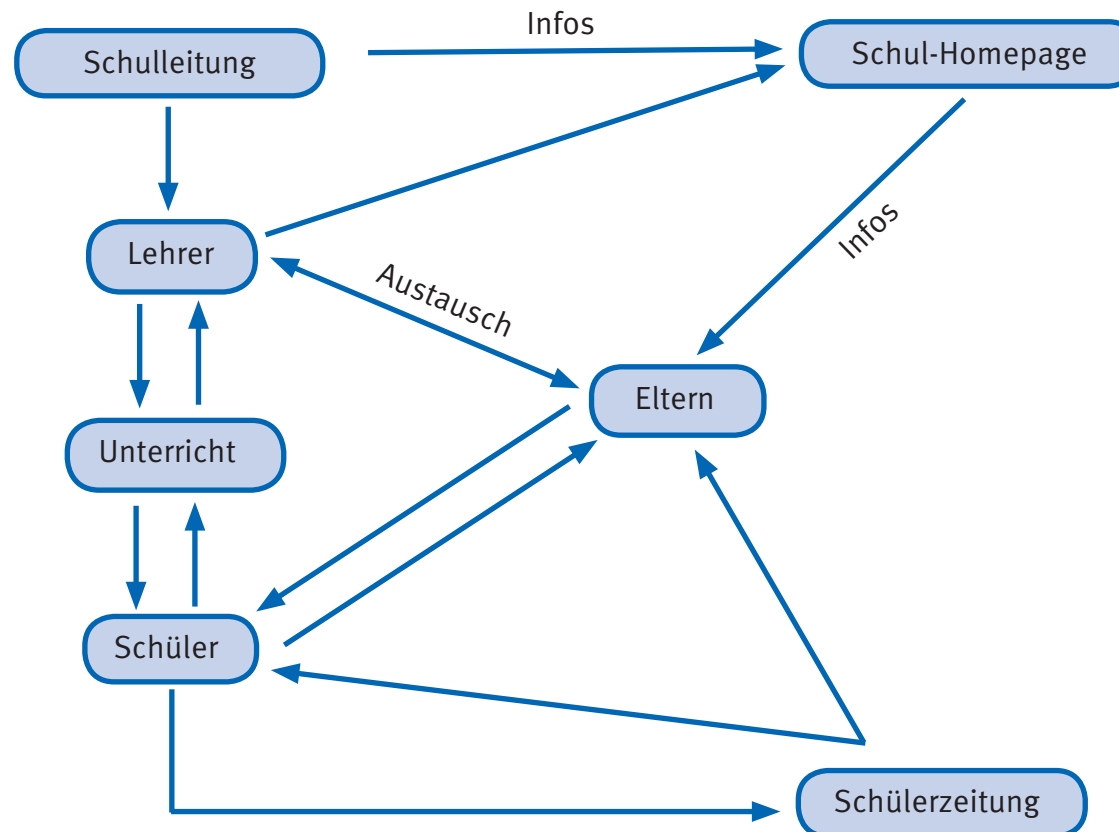 Infos
Schulleitung
Schul-Homepage
Lehrer
Infos
Austausch
Eltern
Unterricht
Schüler
Schülerzeitung